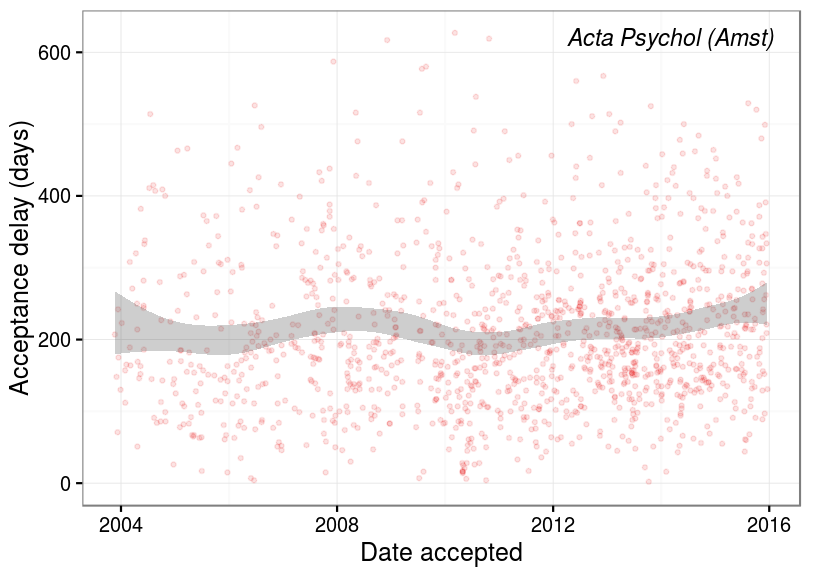 Acta Psychol (Amst)
Acceptance delay (days)
600
400
200
0
2004 2008 2012 2016
Date accepted